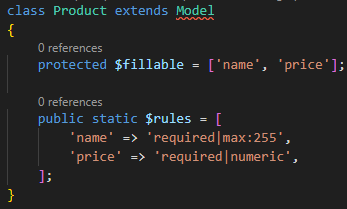 class Product extends Model
{
0 references
protected $fillable = ['name', 'price'];
0 references
public static $rules = [
'name' => 'required|max:255',
'price' => 'required|numeric',
];
}